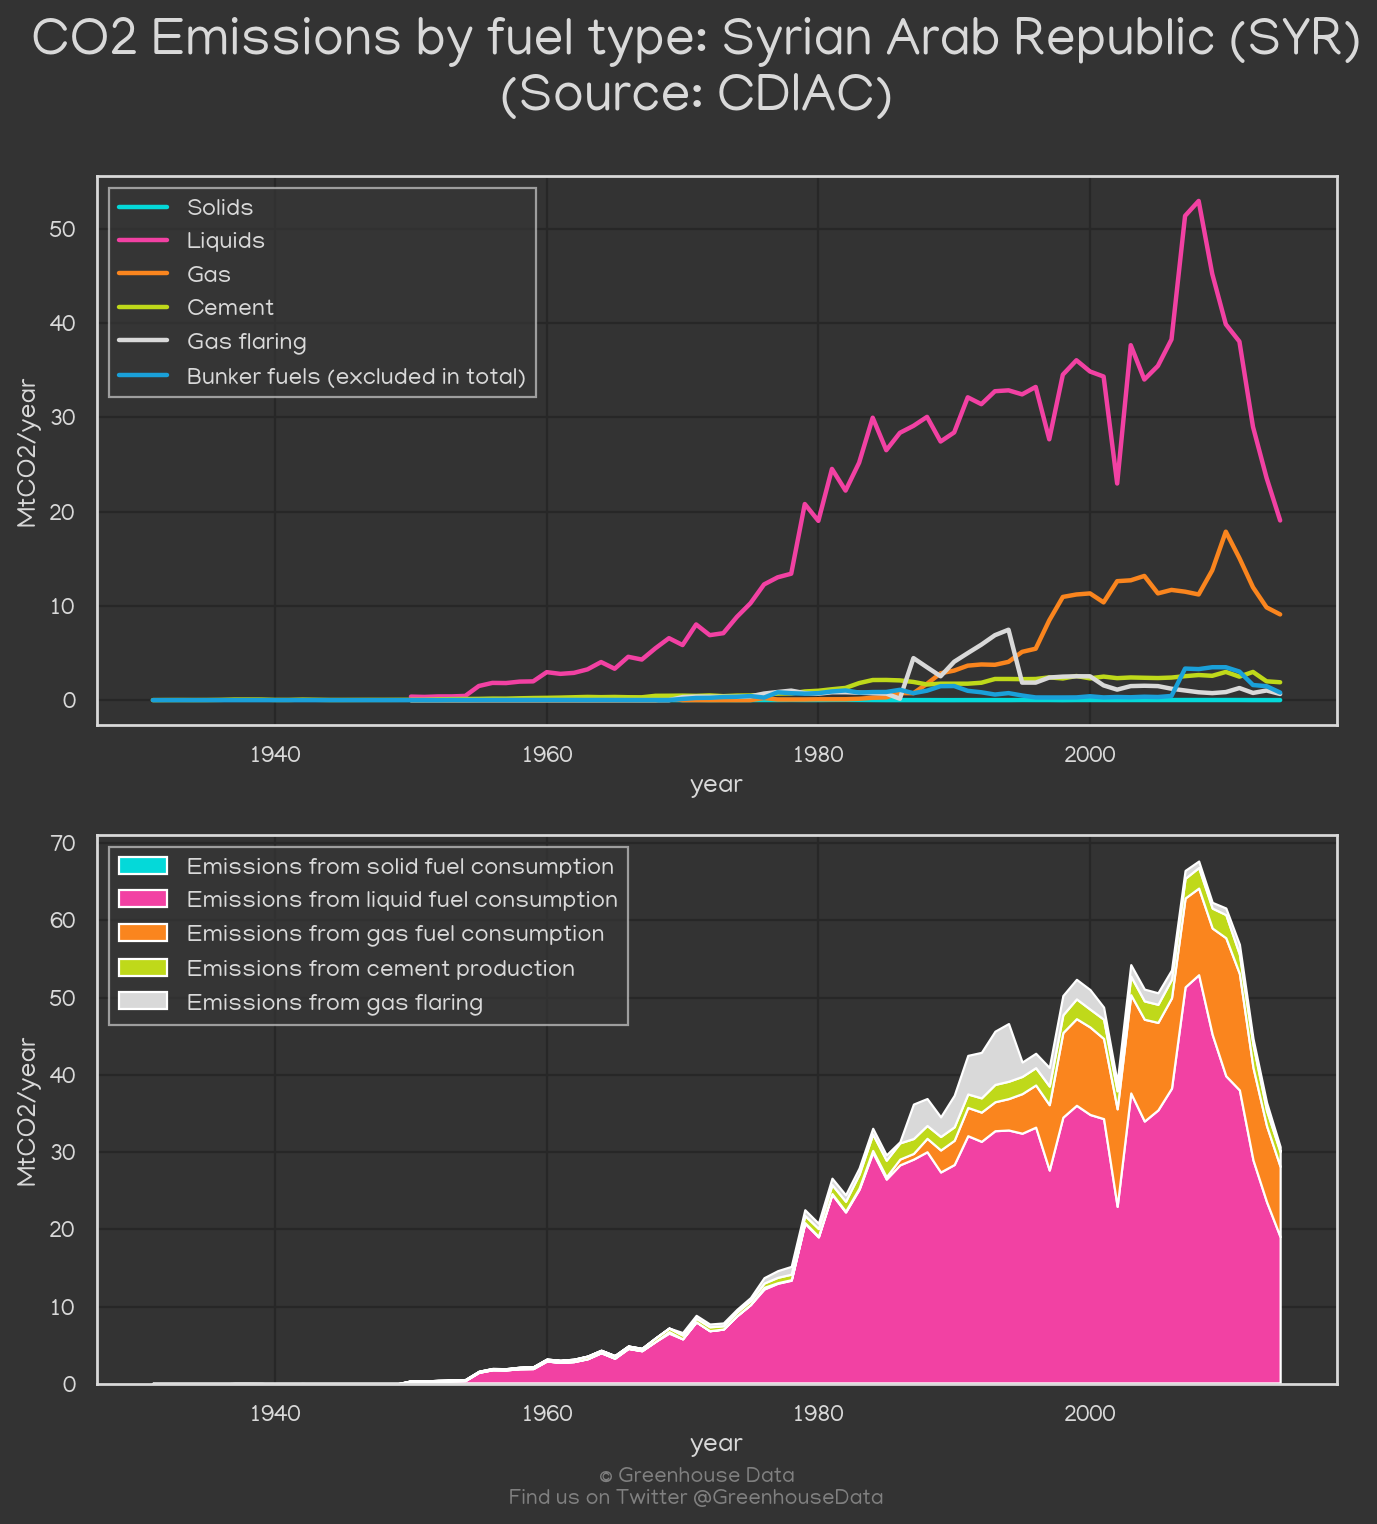 CO2 Emissions by fuel type: Syrian Arab Republic (SYR)
(Source: CDIAC)
Solids
Liquids
Gas
Cement
Gas flaring
Bunker fuels (excluded in total)
MtCO2/year
50
40
30
20
10
0
1940 1960 1980 2000
year
Emissions from solid fuel consumption
Emissions from liquid fuel consumption
Emissions from gas fuel consumption
Emissions from cement production
Emissions from gas flaring
MtCO2/year
70
60
50
40
30
20
10
0
1940 1960 1980 2000
year
© Greenhouse Data
Find us on Twitter @GreenhouseData